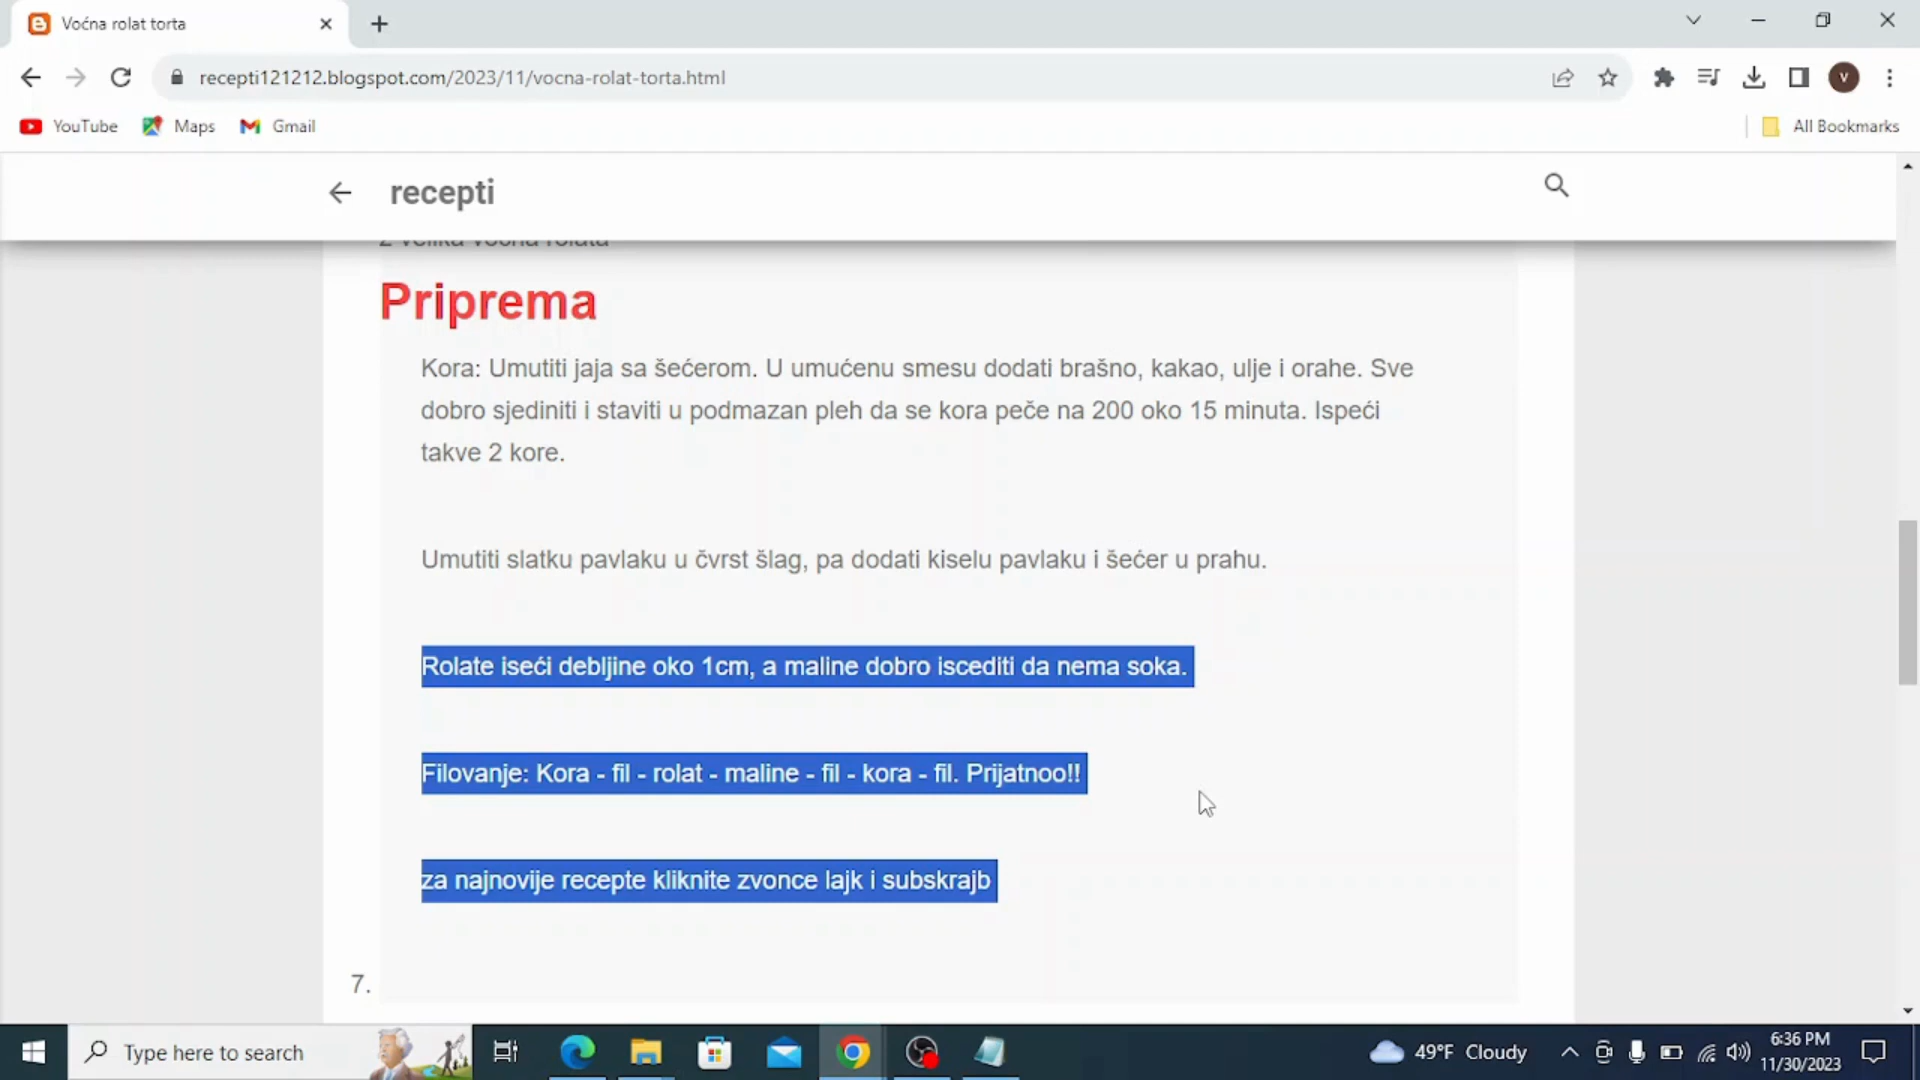 Voćna rolat torta
recepti121212.blogspot.com/2023/11/vocna-rolat-torta.html
V
YouTube
Maps
Gmail
All Bookmarks
recepti
2 velika voćna rolata
Priprema
Kora: Umutiti jaja sa šećerom. U umućenu smesu dodati brašno, kakao, ulje i orahe. Sve
dobro sjediniti i staviti u podmazan pleh da se kora peče na 200 oko 15 minuta. Ispeći
takve 2 kore.
Umutiti slatku pavlaku u čvrst šlag, pa dodati kiselu pavlaku i šećer u prahu.
Rolate iseći debljine oko 1cm, a maline dobro iscediti da nema soka.
Filovanje: Kora - fil - rolat - maline - fil - kora - fil. Prijatnoo!!
za najnovije recepte kliknite zvonce lajk i subskrajb
7.
Type here to search
49°F Cloudy
6:36 PM
11/30/2023